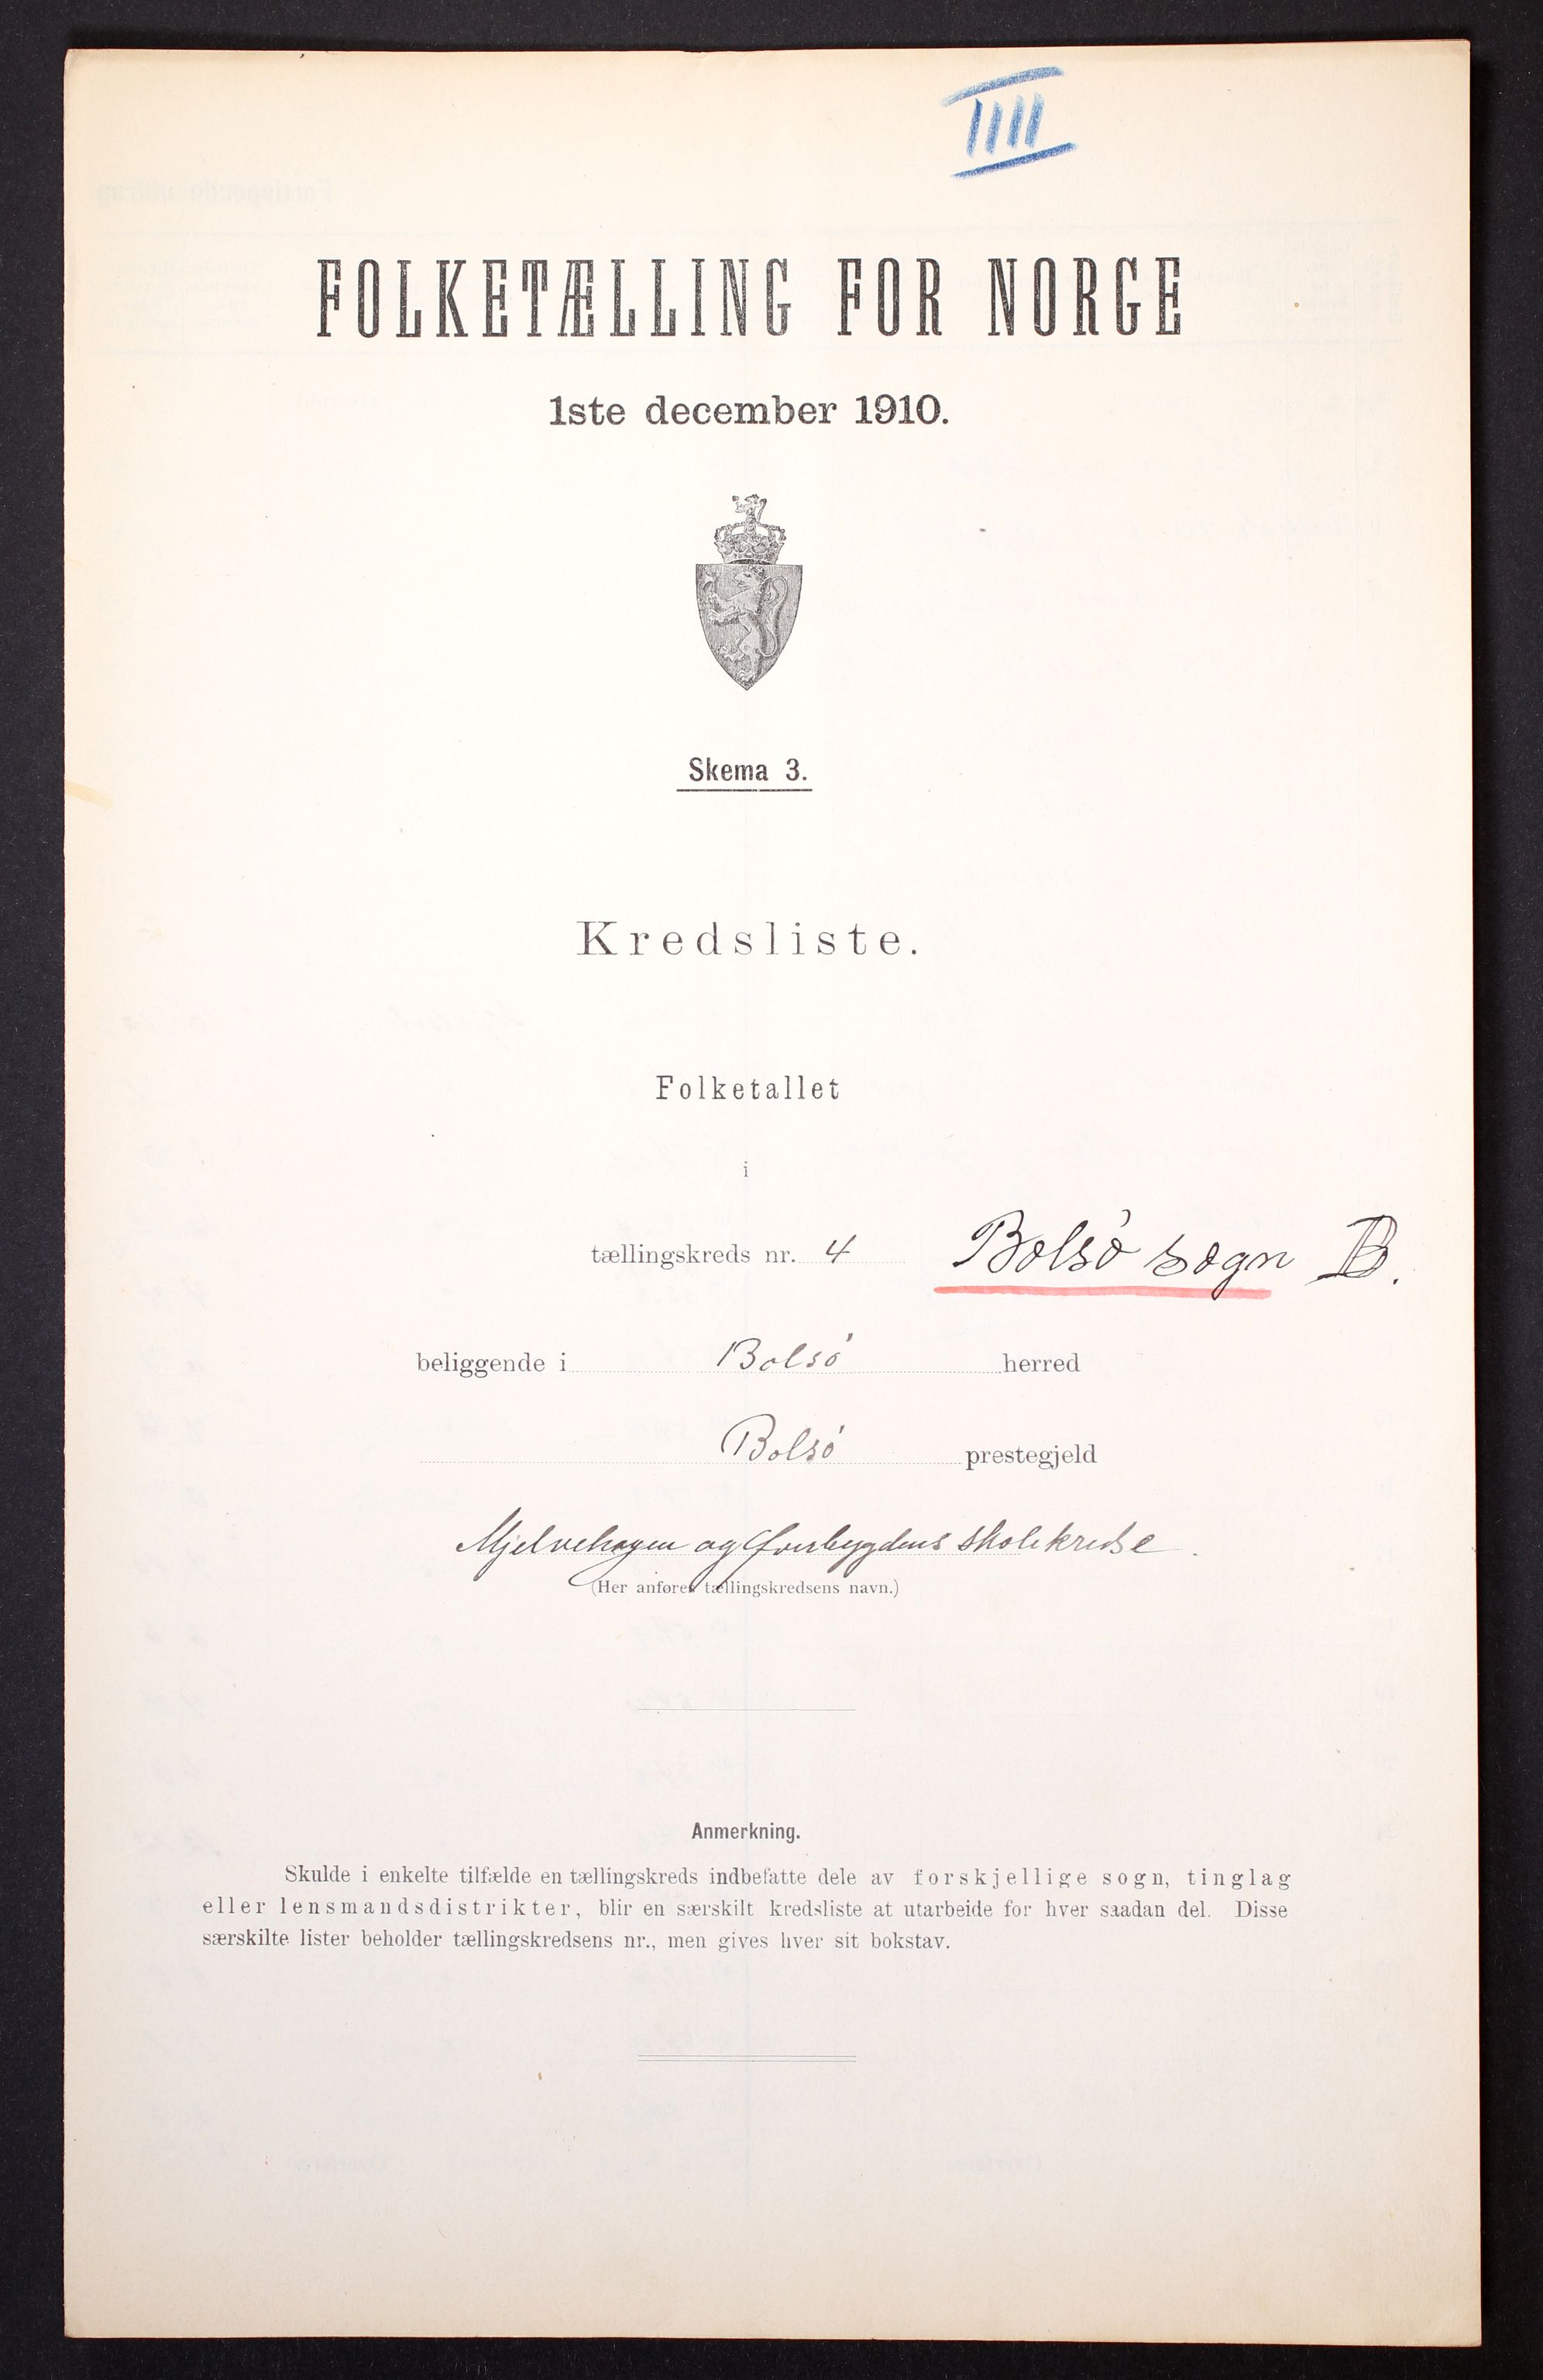 IIII
FOLKETÆLLING FOR NORGE
1ste december 1910.
Skema 3.
Kredsliste.
Folketallet
i
tællingskreds nr. 4 Bolsø sogn B.
beliggende i Bolsø herred
Bolsø prestegjeld
Mjelvehagen og skolekredse.
(Her anføres tællingskredsens navn.)
Anmerkning.
Skulde i enkelte tilfælde en tællingskreds indbefatte dele av forskjellige sogn, tinglag
eller lensmandsdistrikter, blir en særskilt kredsliste at utarbeide for hver saadan del. Disse
særskilte lister beholder tællingskredsens nr., men gives hver sit bokstav.